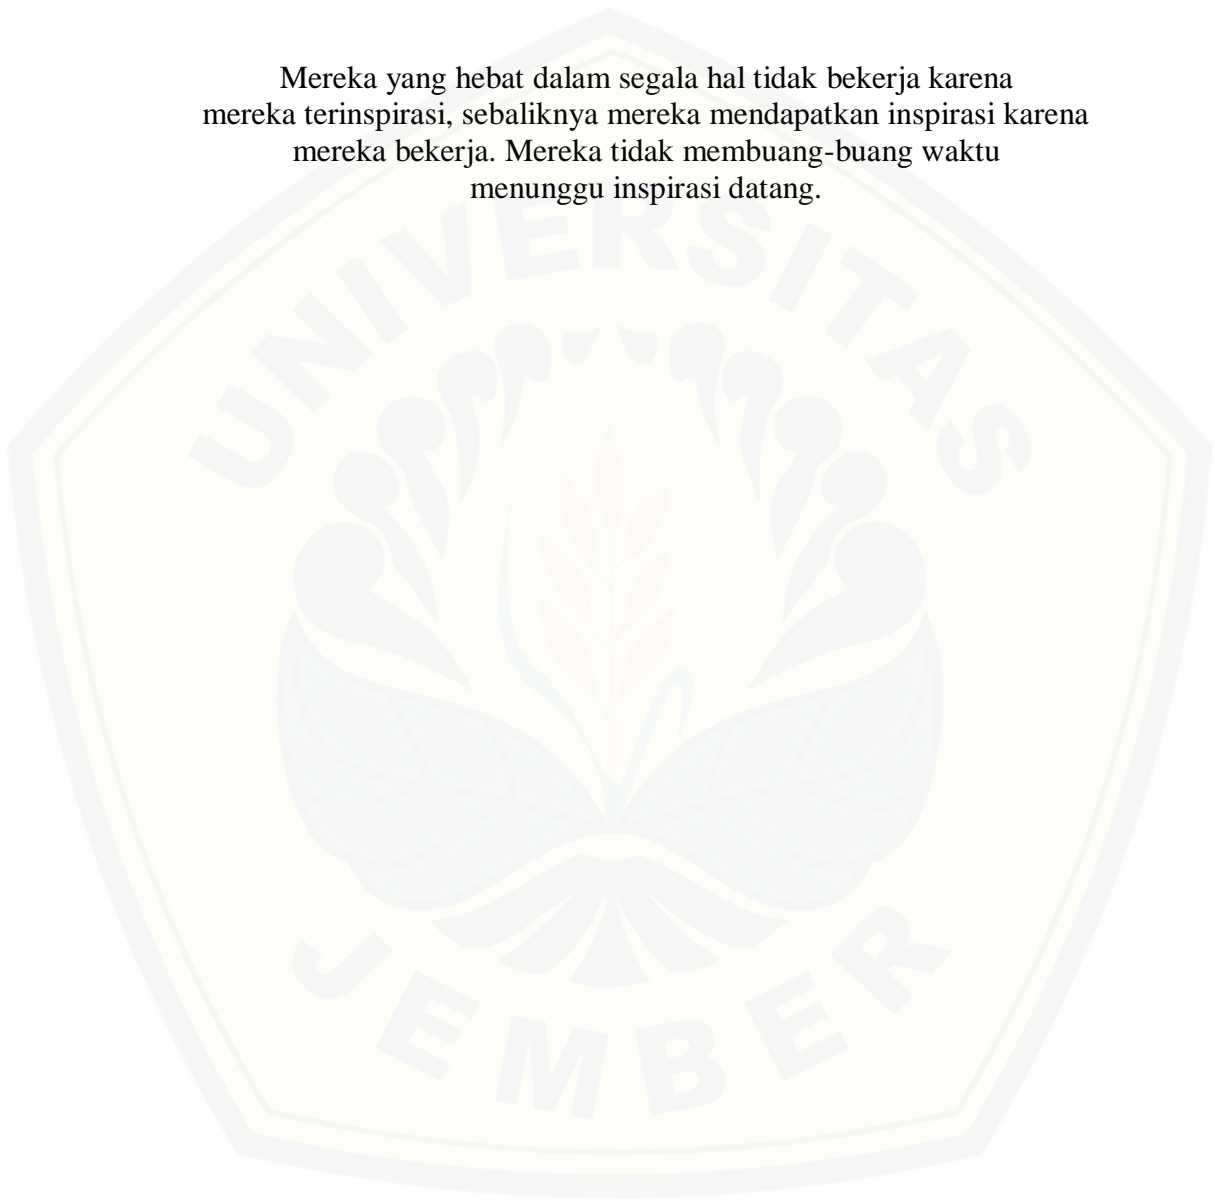 Mereka yang hebat dalam segala hal tidak bekerja karena
mereka terinspirasi, sebaliknya mereka mendapatkan inspirasi karena
mereka bekerja. Mereka tidak membuang-buang waktu
menunggu inspirasi datang.
UNIVERSITAS
JEMBER